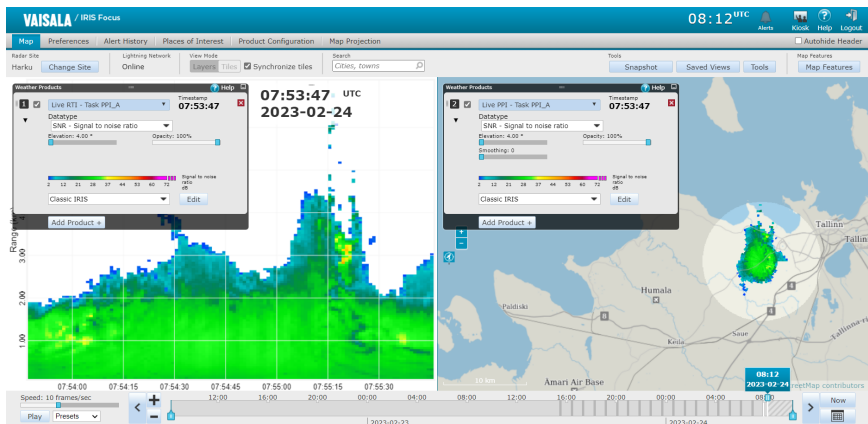 VAISALA / IRIS Focus
08:12 UTC
Alerts
Kiosk Help Logout
Map Preferences Alert History Places of Interest Product Configuration Map Projection
Autohide Header
Radar Site
Harku Change Site
Lightning Network
Online
View Mode
Layers Tiles Synchronize tiles
Search
Cities, towns
Tools
Snapshot Saved Views Tools
Map Features
Map Features
Weather Products
Help
1 Live RTI - Task PPI_A
Timestamp
07:53:47
Datatype
SNR - Signal to noise ratio
Elevation: 4.00 ° Opacity: 100%
2 12 21 28 37 44 53 60 72
Signal to noise
ratio
dB
Classic IRIS Edit
Add Product +
07:53:47 UTC
2023-02-24
3.00
2.00
1.00
07 54:00 07 54:15 07 54:30 07 54:45 07 55:00 07 55:15 07 55.30
Weather Products
Help
2 Live PPI - Task PPI_A
Timestamp
07:53:47
Datatype
SNR - Signal to noise ratio
Elevation: 4.00 ° Opacity: 100%
Smoothing: 0
2 12 21 28 37 44 53 60 72
Signal to noise
ratio
dB
Classic IRIS Edit
Add Product +
+
−
Tallinn
Tallin
Humala
4
Paldiski
8
4
Saue
Keila
Tallinna-ri
10 km
Ämari Air Base
08:12
2023-02-24
reetMap contributors
Speed: 10 frames/sec
Play Presets
< + −
12:00 16:00 20:00 00:00 04:00 08:00 12:00 16:00 20:00 00:00 04:00 08:00
2023-02-23 2023-02-24
> Now